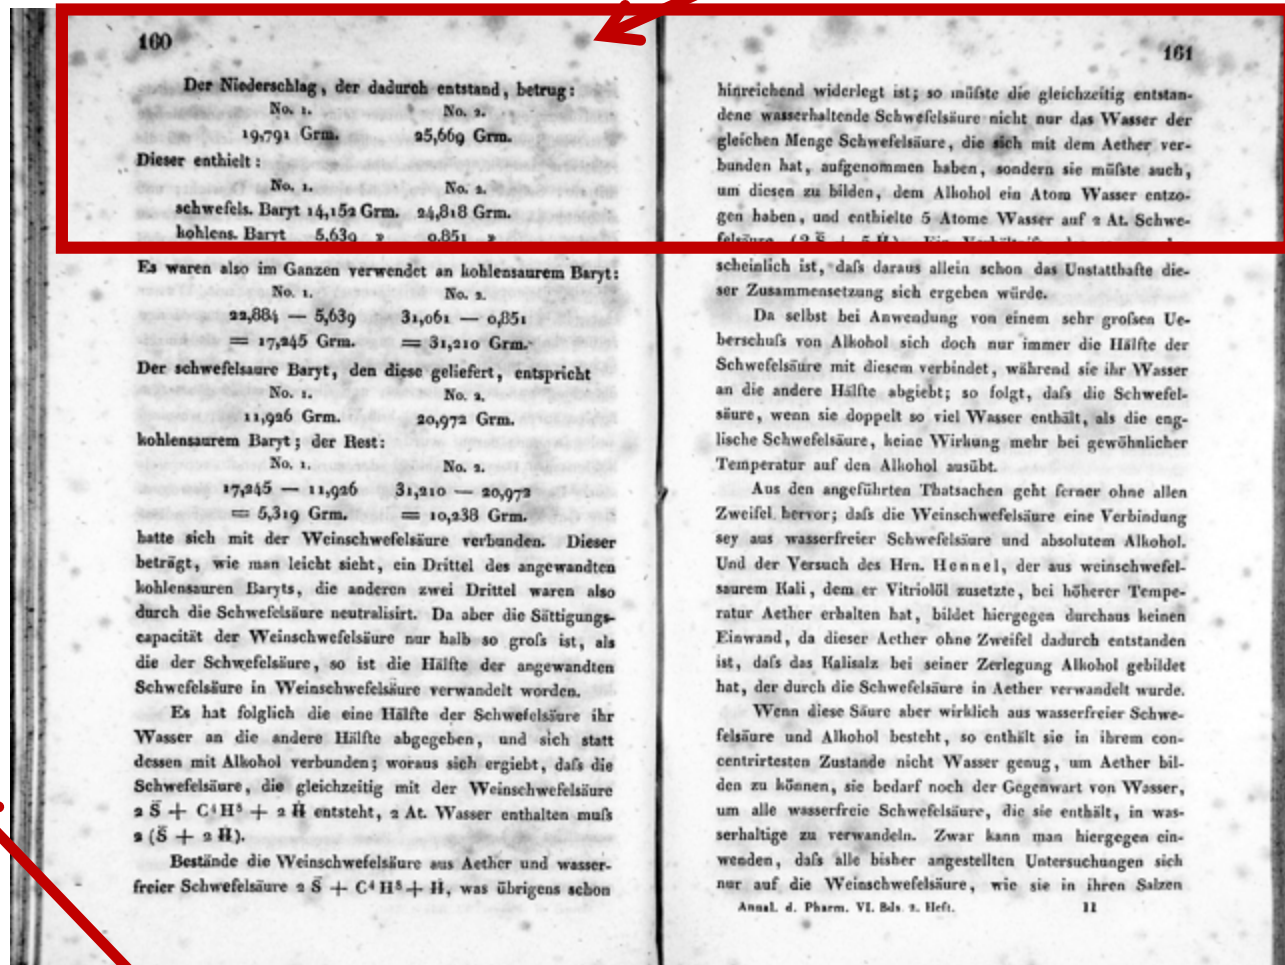 160
Der Niederschlag, der dadurch entstand, betrug:
No. 1. No. 2.
19,791 Grm. 25,669 Grm.
Dieser enthielt:
No. 1. No. 2.
schwefels. Baryt 14,152 Grm. 24,818 Grm.
kohlens. Baryt 5,639 » 0,851 »
Es waren also im Ganzen verwendet an kohlensaurem Baryt:
No. 1. No. 2.
22,884 — 5,639 31,061 — 0,851
= 17,245 Grm. = 31,210 Grm.
Der schwefelsaure Baryt, den diese geliefert, entspricht
No. 1. No. 2.
11,926 Grm. 20,972 Grm.
kohlensaurem Baryt; der Rest:
No. 1. No. 2.
17,245 — 11,926 31,210 — 20,972
= 5,319 Grm. = 10,238 Grm.
hatte sich mit der Weinschwefelsäure verbunden. Dieser
beträgt, wie man leicht sieht, ein Drittel des angewandten
kohlensauren Baryts, die anderen zwei Drittel waren also
durch die Schwefelsäure neutralisirt. Da aber die Sättigungs-
capacität der Weinschwefelsäure nur halb so groſs ist, als
die der Schwefelsäure, so ist die Hälfte der angewandten
Schwefelsäure in Weinschwefelsäure verwandelt worden.
Es hat folglich die eine Hälfte der Schwefelsäure ihr
Wasser an die andere Hälfte abgegeben, und sich statt
dessen mit Alkohol verbunden; woraus sich ergiebt, daſs die
Schwefelsäure, die gleichzeitig mit der Weinschwefelsäure
2 S̈ + C⁴H⁸ + 2 Ḧ entsteht, 2 At. Wasser enthalten muſs
2 (S̈ + 2 Ḧ).
Bestände die Weinschwefelsäure aus Aether und wasser-
freier Schwefelsäure 2 S̈ + C⁴ H⁸ + Ḧ, was übrigens schon
161
hinreichend widerlegt ist; so müſste die gleichzeitig entstan-
dene wasserhaltende Schwefelsäure nicht nur das Wasser der
gleichen Menge Schwefelsäure, die sich mit dem Aether ver-
bunden hat, aufgenommen haben, sondern sie müſste auch,
um diesen zu bilden, dem Alkohol ein Atom Wasser entzo-
gen haben, und enthielte 5 Atome Wasser auf 2 At. Schwe-
felsäure (2 S̈ + 5 Ḧ). Ein Verhältniſs
scheinlich ist, daſs daraus allein schon das Unstatthafte die-
ser Zusammensetzung sich ergeben würde.
Da selbst bei Anwendung von einem sehr groſsen Ue-
berschuſs von Alkohol sich doch nur immer die Hälfte der
Schwefelsäure mit diesem verbindet, während sie ihr Wasser
an die andere Hälfte abgiebt; so folgt, daſs die Schwefel-
säure, wenn sie doppelt so viel Wasser enthält, als die eng-
lische Schwefelsäure, keine Wirkung mehr bei gewöhnlicher
Temperatur auf den Alkohol ausübt.
Aus den angeführten Thatsachen geht ferner ohne allen
Zweifel hervor; daſs die Weinschwefelsäure eine Verbindung
sey aus wasserfreier Schwefelsäure und absolutem Alkohol.
Und der Versuch des Hrn. Hennel, der aus weinschwefel-
saurem Kali, dem er Vitriolöl zusetzte, bei höherer Tempe-
ratur Aether erhalten hat, bildet hiergegen durchaus keinen
Einwand, da dieser Aether ohne Zweifel dadurch entstanden
ist, daſs das Kalisalz bei seiner Zerlegung Alkohol gebildet
hat, der durch die Schwefelsäure in Aether verwandelt wurde.
Wenn diese Säure aber wirklich aus wasserfreier Schwe-
felsäure und Alkohol besteht, so enthält sie in ihrem con-
centrirtesten Zustande nicht Wasser genug, um Aether bil-
den zu können, sie bedarf noch der Gegenwart von Wasser,
um alle wasserfreie Schwefelsäure, die sie enthält, in was-
serhaltige zu verwandeln. Zwar kann man hiergegen ein-
wenden, daſs alle bisher angestellten Untersuchungen sich
nur auf die Weinschwefelsäure, wie sie in ihren Salzen
Annal. d. Pharm. VI. Bds. 2. Heft. 11